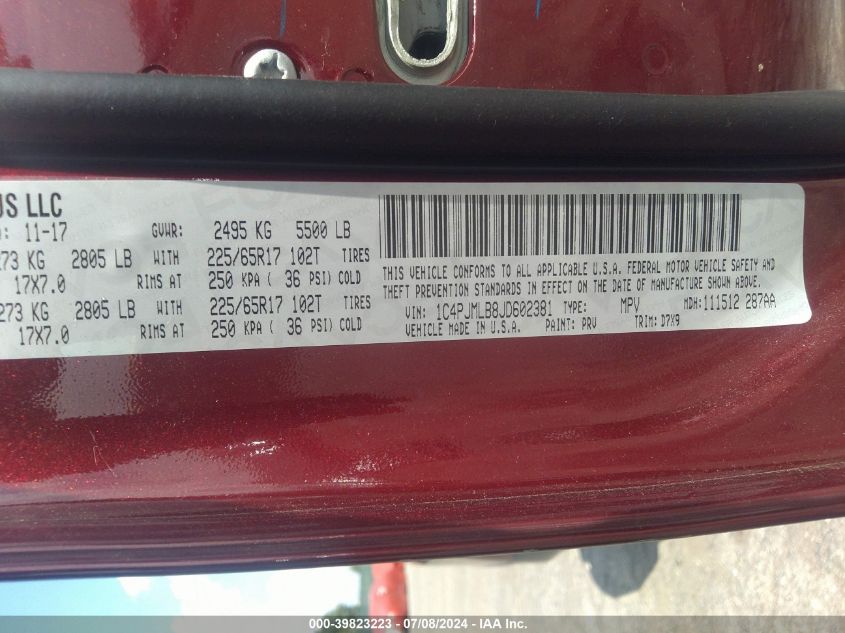 US LLC
11-17 GVWR: 2495 KG 5500 LB
273 KG 2805 LB WITH 225/65R17 102T TIRES
17X7.0 RIMS AT 250 KPA ( 36 PSI) COLD
273 KG 2805 LB WITH 225/65R17 102T TIRES
17X7.0 RIMS AT 250 KPA ( 36 PSI) COLD
THIS VEHICLE CONFORMS TO ALL APPLICABLE U.S.A. FEDERAL MOTOR VEHICLE SAFETY AND
THEFT PREVENTION STANDARDS IN EFFECT ON THE DATE OF MANUFACTURE SHOWN ABOVE.
VIN: 1C4PJMLB8JD602381 TYPE: MPV MDH: 111512 287AA
VEHICLE MADE IN U.S.A. PAINT: PRV TRIM: D7X9
000-39823223 - 07/08/2024 - IAA Inc.